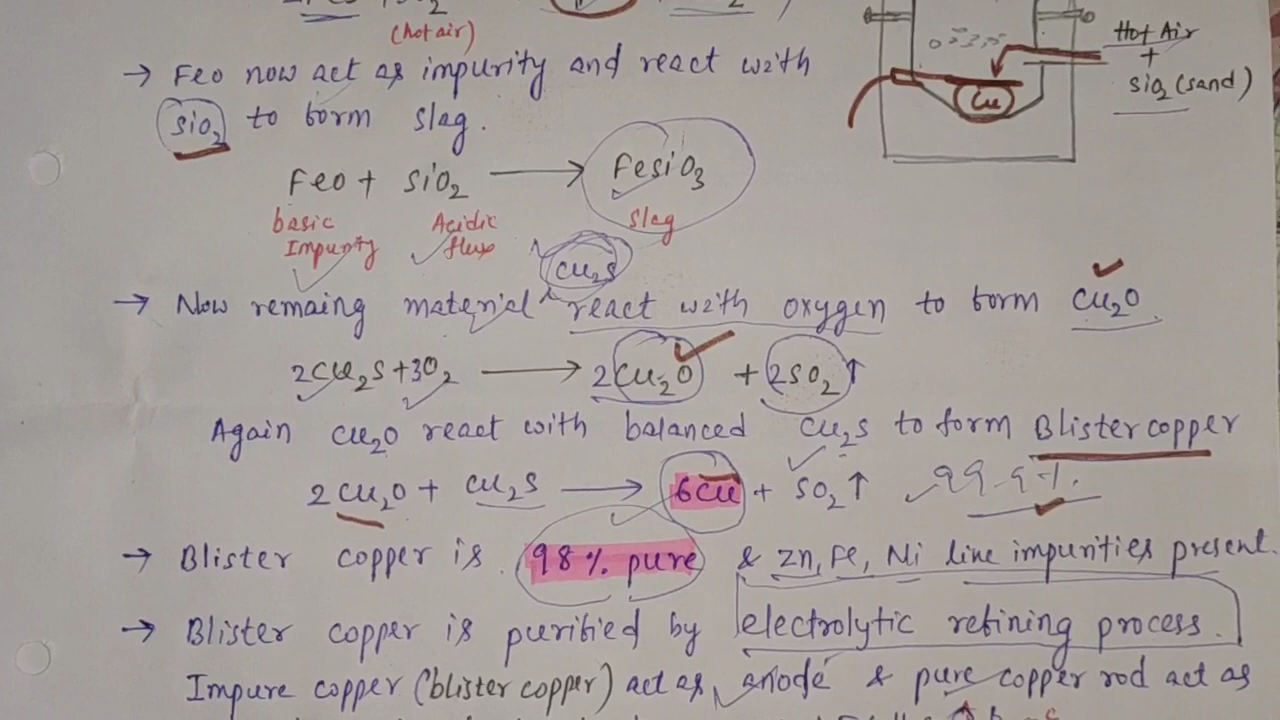 (hot air)
Hot Air
+
SiO2 (sand)
Cu
→ FeO now act as impurity and react with
SiO2 to form slag.
FeO + SiO2 → FeSiO3
basic Impurity
Acidic flux
slag
Cu2S
→ Now remaing material react with oxygen to form Cu2O
2Cu2S + 3O2 → 2Cu2O + 2SO2↑
Again Cu2O react with balanced Cu2S to form Blister copper
2Cu2O + Cu2S → 6Cu + SO2↑ 99.9%.
→ Blister copper is 98% pure & Zn, Fe, Ni line impurities present.
→ Blister copper is purified by electrolytic refining process.
Impure copper (blister copper) act as anode & pure copper rod act as